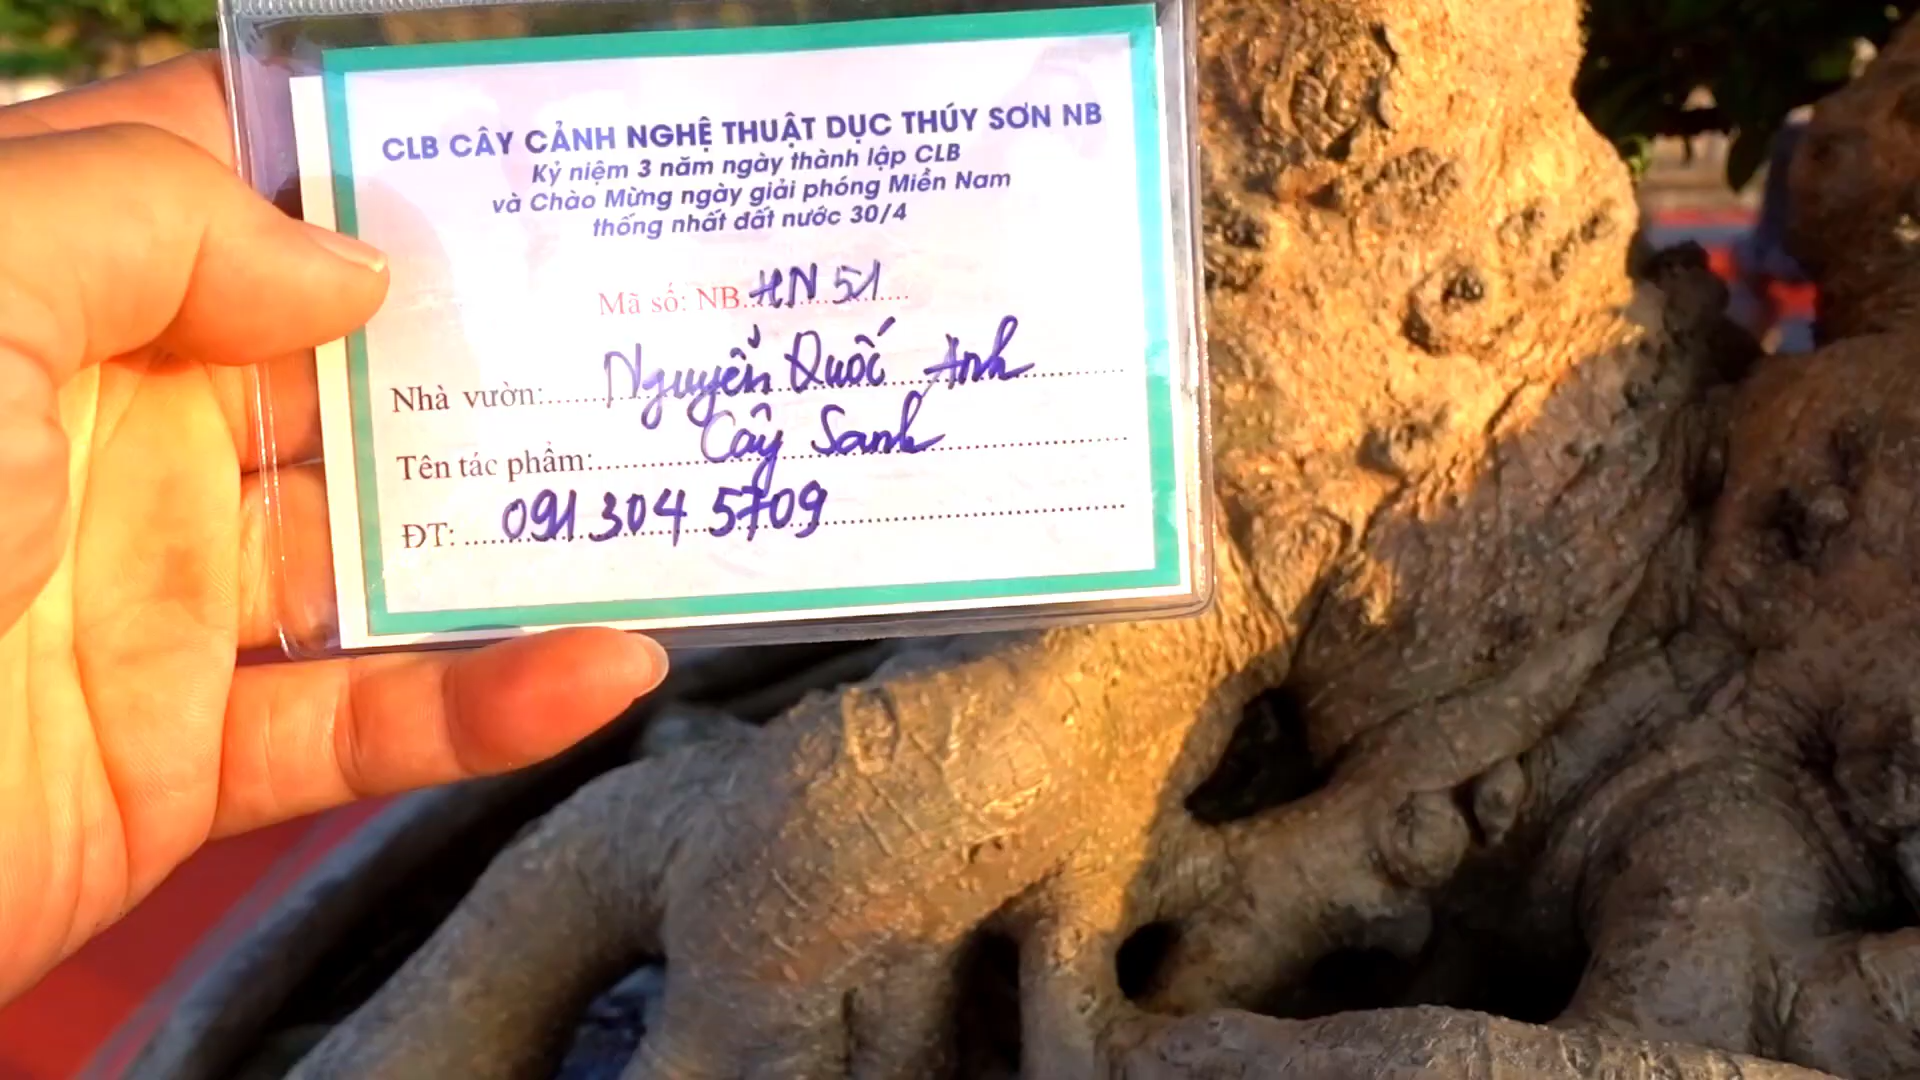 CLB CÂY CẢNH NGHỆ THUẬT DỤC THÚY SƠN NB
Kỷ niệm 3 năm ngày thành lập CLB
và Chào Mừng ngày giải phóng Miền Nam
thống nhất đất nước 30/4
Mã số: NB...HN 51
Nhà vườn: Nguyễn Quốc Anh
Tên tác phẩm: Cây Sanh
ĐT: 091 304 5709